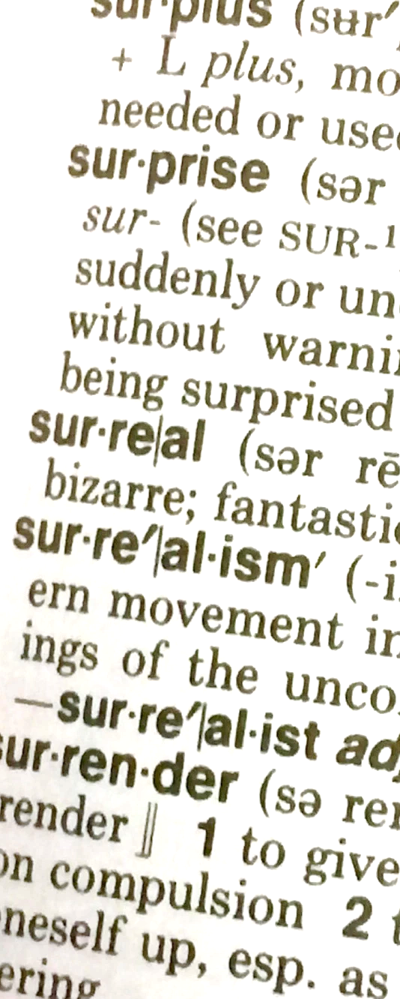 sur·plus (sʉr′
+ L plus, mo
needed or use
sur·prise (sər
sur- (see SUR-¹
suddenly or un
without warni
being surprised
sur·re|al (sər rē
bizarre; fantasti
sur·re′|al·ism′ (-i
ern movement in
ings of the unco
—sur·re′|al·ist ad
sur·ren·der (sə re
render ⟧ 1 to give
on compulsion 2 t
oneself up, esp. as
ering